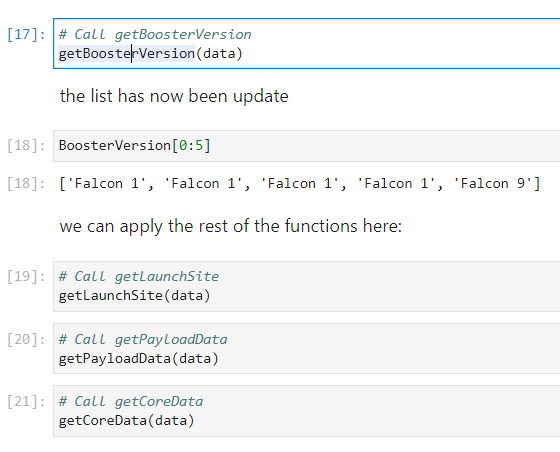 [17]: # Call getBoosterVersion
getBoosterVersion(data)
the list has now been update
[18]: BoosterVersion[0:5]
[18]: ['Falcon 1', 'Falcon 1', 'Falcon 1', 'Falcon 1', 'Falcon 9']
we can apply the rest of the functions here:
[19]: # Call getLaunchSite
getLaunchSite(data)
[20]: # Call getPayloadData
getPayloadData(data)
[21]: # Call getCoreData
getCoreData(data)